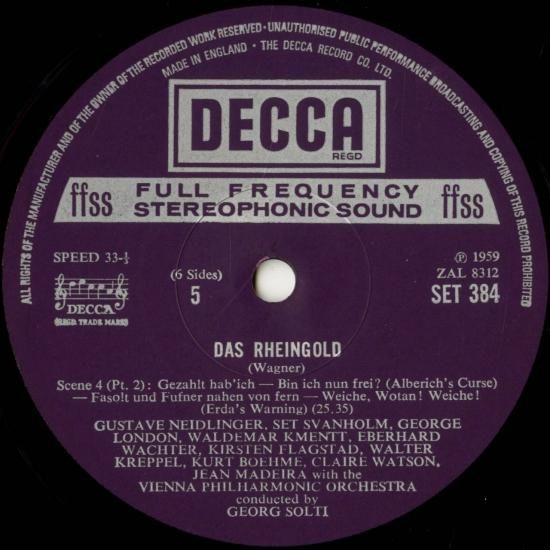 ALL RIGHTS OF THE MANUFACTURER AND OF THE OWNER OF THE RECORDED WORK RESERVED · UNAUTHORISED PUBLIC PERFORMANCE BROADCASTING AND COPYING OF THIS RECORD PROHIBITED
MADE IN ENGLAND · THE DECCA RECORD CO. LTD.
DECCA
REGD
ffss FULL FREQUENCY STEREOPHONIC SOUND ffss
SPEED 33-⅓
DECCA
(REGD. TRADE MARK)
(6 Sides)
5
℗ 1959
ZAL 8312
SET 384
DAS RHEINGOLD
(Wagner)
Scene 4 (Pt. 2): Gezahlt hab'ich — Bin ich nun frei? (Alberich's Curse)
— Fasolt und Fufner nahen von fern — Weiche, Wotan! Weiche!
(Erda's Warning) (25.35)
GUSTAVE NEIDLINGER, SET SVANHOLM, GEORGE
LONDON, WALDEMAR KMENTT, EBERHARD
WACHTER, KIRSTEN FLAGSTAD, WALTER
KREPPEL, KURT BOEHME, CLAIRE WATSON,
JEAN MADEIRA with the
VIENNA PHILHARMONIC ORCHESTRA
conducted by
GEORG SOLTI